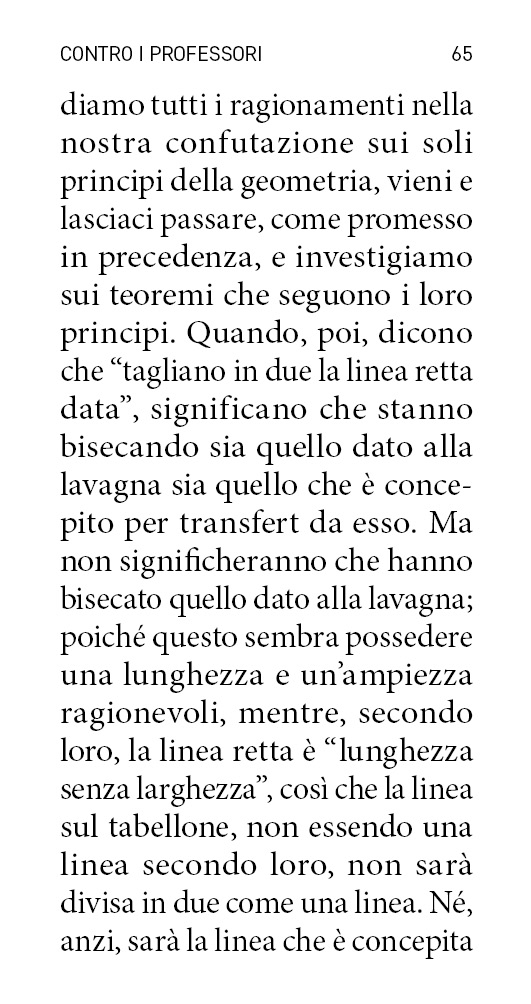 CONTRO I PROFESSORI 65
diamo tutti i ragionamenti nella
nostra confutazione sui soli
principi della geometria, vieni e
lasciaci passare, come promesso
in precedenza, e investigiamo
sui teoremi che seguono i loro
principi. Quando, poi, dicono
che “tagliano in due la linea retta
data”, significano che stanno
bisecando sia quello dato alla
lavagna sia quello che è conce-
pito per transfert da esso. Ma
non significheranno che hanno
bisecato quello dato alla lavagna;
poiché questo sembra possedere
una lunghezza e un’ampiezza
ragionevoli, mentre, secondo
loro, la linea retta è “lunghezza
senza larghezza”, così che la linea
sul tabellone, non essendo una
linea secondo loro, non sarà
divisa in due come una linea. Né,
anzi, sarà la linea che è concepita